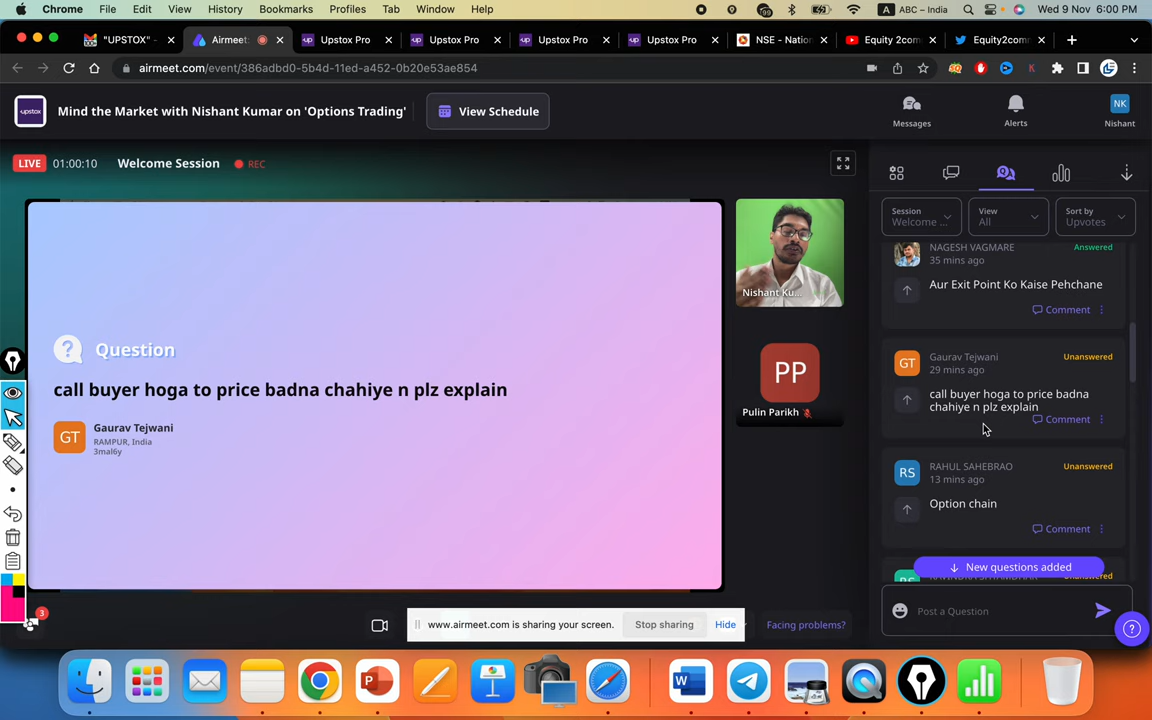 Chrome File Edit View History Bookmarks Profiles Tab Window Help
99 A ABC – India Wed 9 Nov 6:00 PM
"UPSTOX" -
Airmeet:
Upstox Pro
Upstox Pro
Upstox Pro
Upstox Pro
NSE - Nation
Equity 2com
Equity2com
airmeet.com/event/386adbd0-5b4d-11ed-a452-0b20e53ae854
upstox
Mind the Market with Nishant Kumar on 'Options Trading'
View Schedule
Messages
Alerts
NK
Nishant
LIVE 01:00:10 Welcome Session REC
Question
call buyer hoga to price badna chahiye n plz explain
GT
Gaurav Tejwani
RAMPUR, India
3mal6y
Nishant Ku...
PP
Pulin Parikh
Session
Welcome ...
View
All
Sort by
Upvotes
NAGESH VAGMARE
Answered
35 mins ago
Aur Exit Point Ko Kaise Pehchane
Comment
GT
Gaurav Tejwani
Unanswered
29 mins ago
call buyer hoga to price badna
chahiye n plz explain
Comment
RS
RAHUL SAHEBRAO
Unanswered
13 mins ago
Option chain
Comment
New questions added
Unanswered
Post a Question
3
www.airmeet.com is sharing your screen.
Stop sharing
Hide
Facing problems?